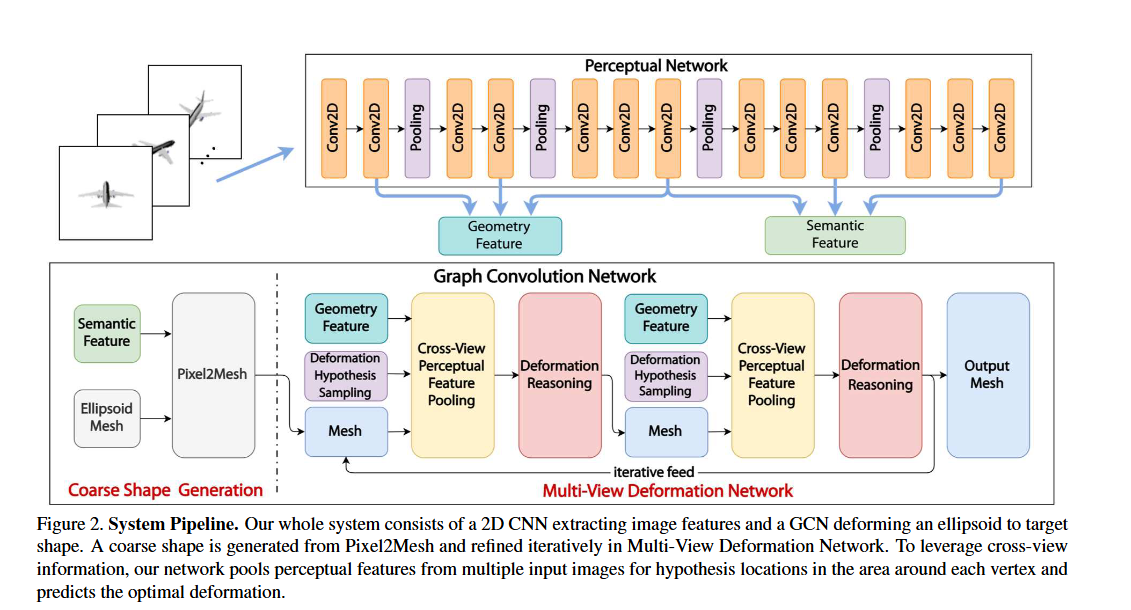 Perceptual Network
Conv2D
Conv2D
Pooling
Conv2D
Conv2D
Pooling
Conv2D
Conv2D
Conv2D
Pooling
Conv2D
Conv2D
Conv2D
Pooling
Conv2D
Conv2D
Conv2D
Geometry
Feature
Semantic
Feature
Graph Convolution Network
Semantic
Feature
Ellipsoid
Mesh
Pixel2Mesh
Geometry
Feature
Deformation
Hypothesis
Sampling
Mesh
Cross-View
Perceptual
Feature
Pooling
Deformation
Reasoning
Geometry
Feature
Deformation
Hypothesis
Sampling
Mesh
Cross-View
Perceptual
Feature
Pooling
Deformation
Reasoning
Output
Mesh
iterative feed
Coarse Shape Generation
Multi-View Deformation Network
Figure 2. System Pipeline. Our whole system consists of a 2D CNN extracting image features and a GCN deforming an ellipsoid to target
shape. A coarse shape is generated from Pixel2Mesh and refined iteratively in Multi-View Deformation Network. To leverage cross-view
information, our network pools perceptual features from multiple input images for hypothesis locations in the area around each vertex and
predicts the optimal deformation.